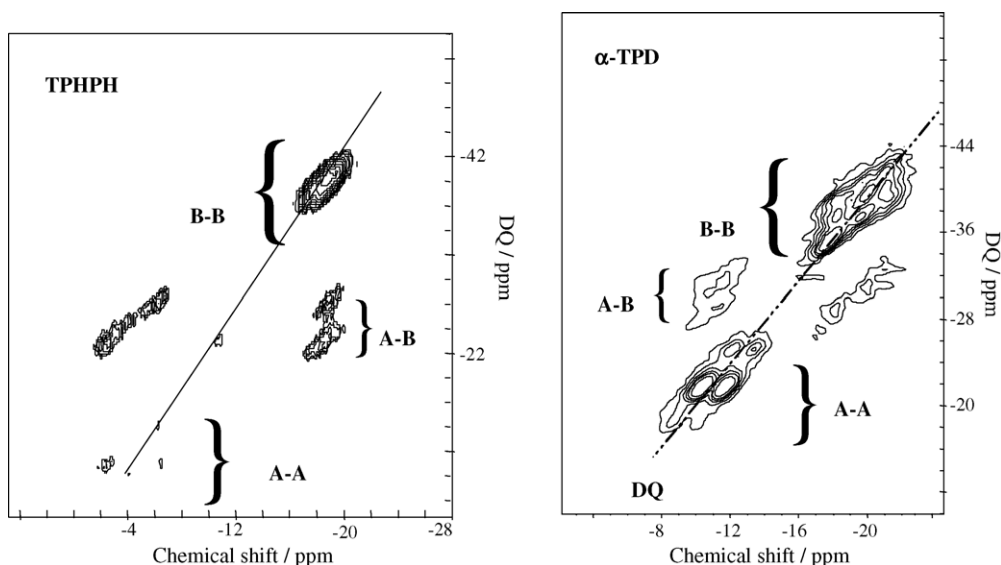 TPHPH
B-B
A-B
A-A
-42
-22
DQ / ppm
-4 -12 -20 -28
Chemical shift / ppm
α-TPD
B-B
A-B
A-A
DQ
-44
-36
-28
-20
DQ / ppm
-8 -12 -16 -20
Chemical shift / ppm